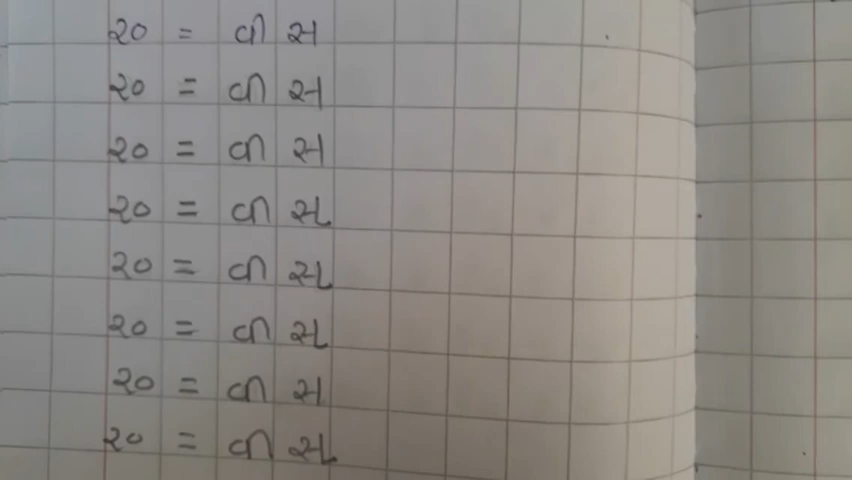 ૨૦ = વી સ
૨૦ = વી સ
૨૦ = વી સ
૨૦ = વી સ
૨૦ = વી સ
૨૦ = વી સ
૨૦ = વી સ
૨૦ = વી સ